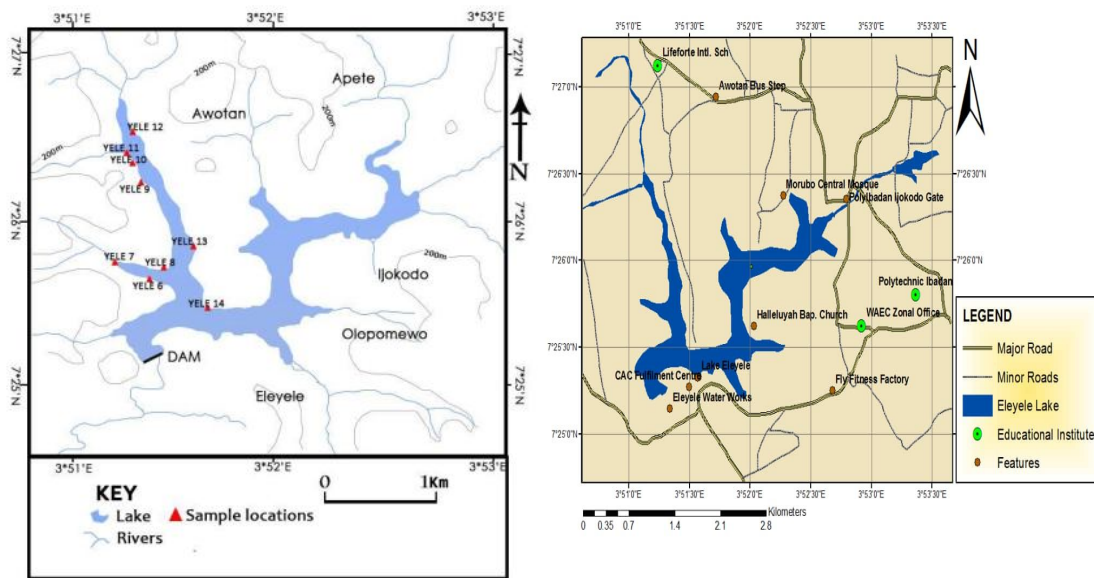 3°51'E
3°52'E
3°53'E
7°27'N
7°27'N
200m
Apete
Awotan
200m
200m
YELE 12
YELE 11
YELE 10
YELE 9
N
7°26'N
7°26'N
YELE 13
YELE 7
YELE 8
YELE 6
200m
Ijokodo
YELE 14
Olopomewo
DAM
7°25'N
7°25'N
Eleyele
3°51'E
3°52'E
3°53'E
KEY
0 1Km
Lake Sample locations
Rivers
3°51'0"E 3°51'30"E 3°52'0"E 3°52'30"E 3°53'0"E 3°53'30"E
N
Lifeforte Intl. Sch
7°27'0"N
7°27'0"N
Awotan Bus Stop
7°26'30"N
7°26'30"N
Morubo Central Mosque
PolyIbadan Ijokodo Gate
7°26'0"N
7°26'0"N
Polytechnic Ibadan
Halleluyah Bap. Church
WAEC Zonal Office
7°25'30"N
7°25'30"N
Lake Eleyele
CAC Fulfilment Centre
Fly Fitness Factory
Eleyele Water Works
7°25'0"N
7°25'0"N
3°51'0"E 3°51'30"E 3°52'0"E 3°52'30"E 3°53'0"E 3°53'30"E
LEGEND
Major Road
Minor Roads
Eleyele Lake
Educational Institute
Features
Kilometers
0 0.35 0.7 1.4 2.1 2.8